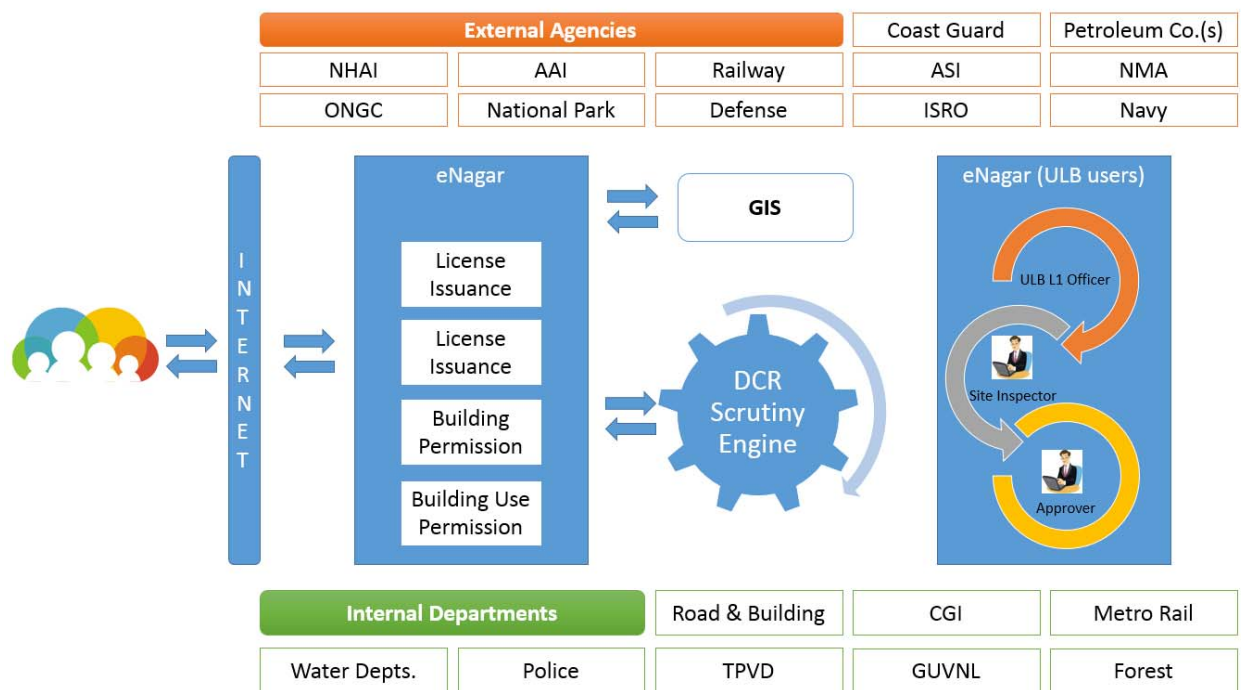 External Agencies
Coast Guard
Petroleum Co.(s)
NHAI
AAI
Railway
ASI
NMA
ONGC
National Park
Defense
ISRO
Navy
INTERNET
eNagar
License
Issuance
License
Issuance
Building
Permission
Building Use
Permission
GIS
DCR
Scrutiny
Engine
eNagar (ULB users)
ULB L1 Officer
Site Inspector
Approver
Internal Departments
Road & Building
CGI
Metro Rail
Water Depts.
Police
TPVD
GUVNL
Forest